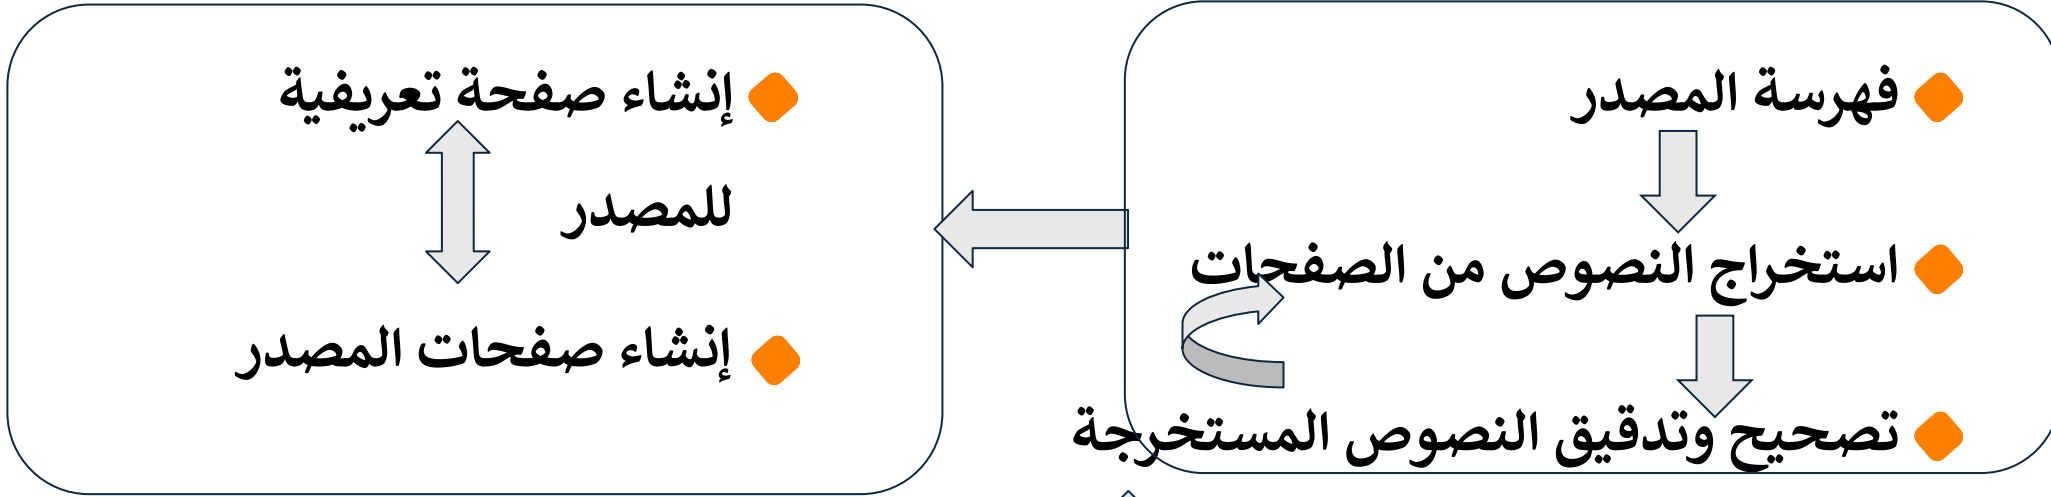 فهرسة المصدر
استخراج النصوص من الصفحات
تصحيح وتدقيق النصوص المستخرجة
إنشاء صفحة تعريفية
للمصدر
إنشاء صفحات المصدر